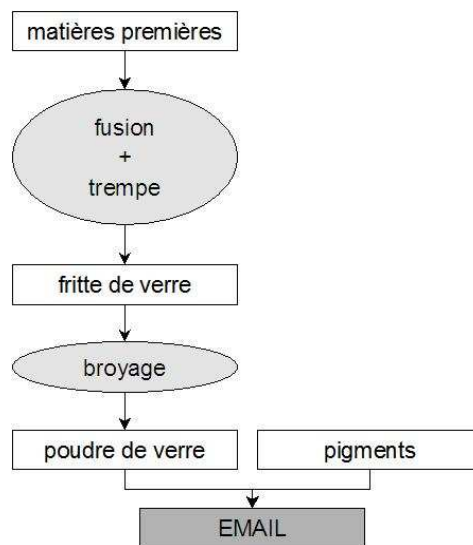 matières premières
fusion
+
trempe
fritte de verre
broyage
poudre de verre
pigments
EMAIL